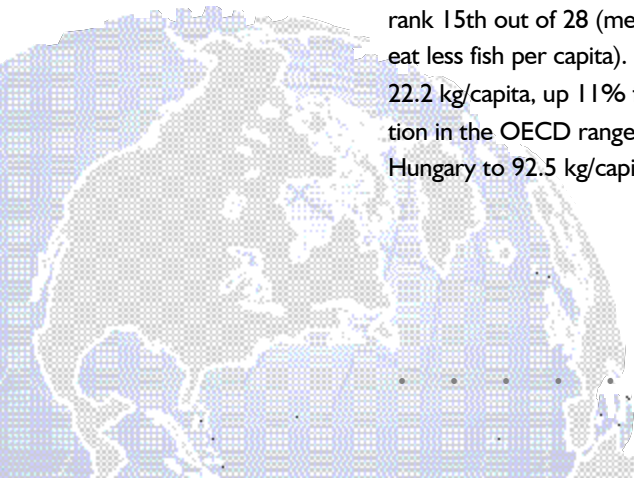 rank 15th out of 28 (me
eat less fish per capita).
22.2 kg/capita, up 11%
tion in the OECD range
Hungary to 92.5 kg/capi